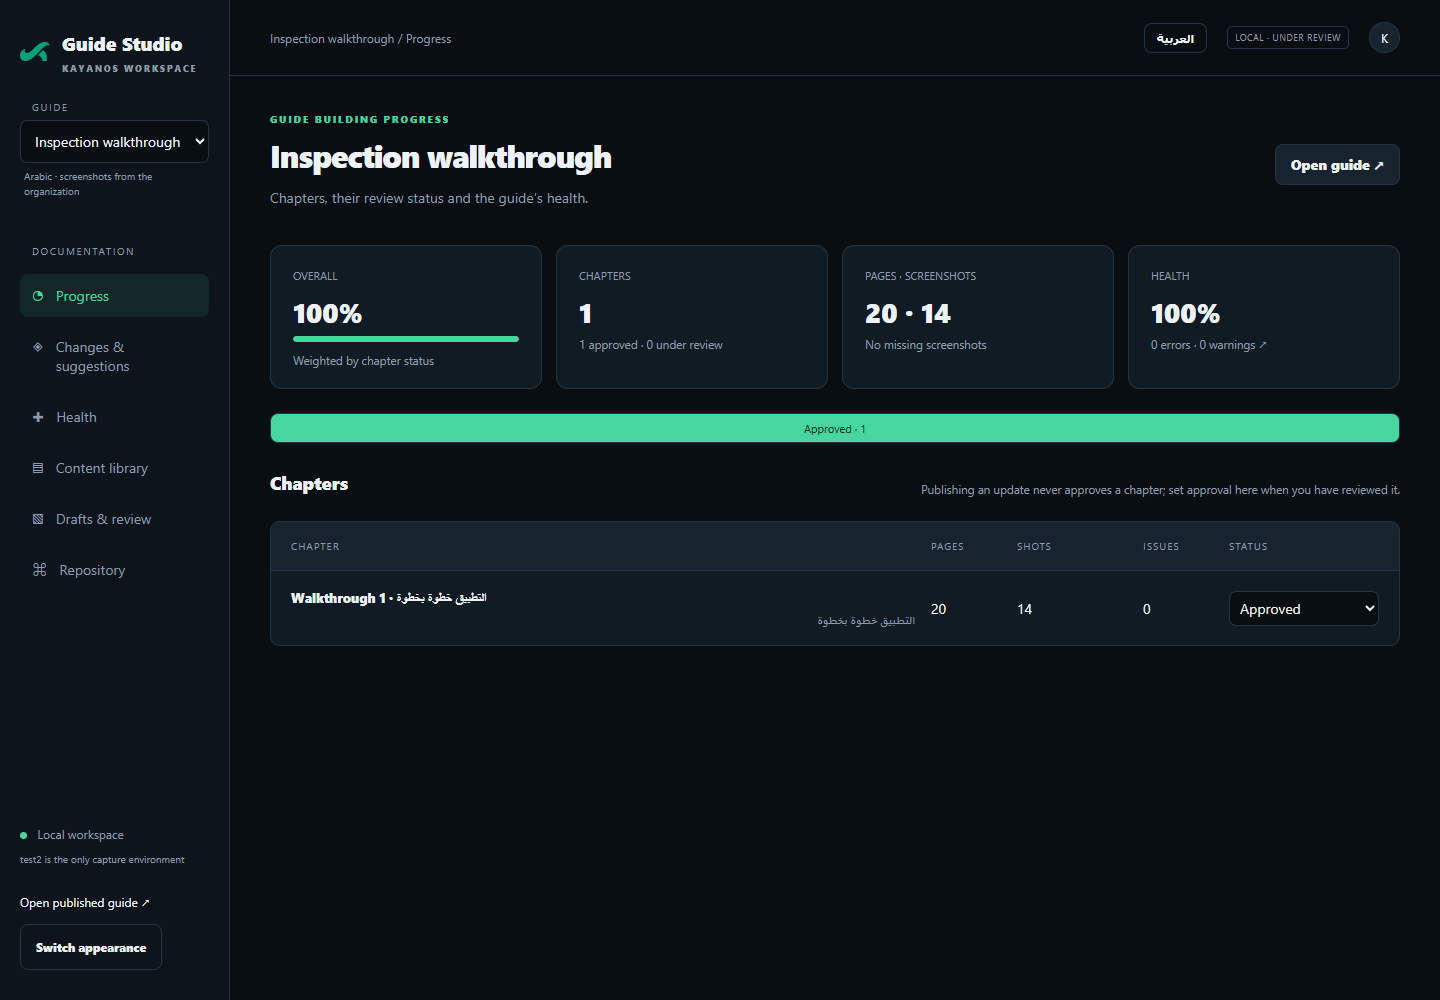 Guide Studio
KAYANOS WORKSPACE
GUIDE
Inspection walkthrough
Arabic · screenshots from the
organization
DOCUMENTATION
Progress
Changes &
suggestions
Health
Content library
Drafts & review
Repository
Local workspace
test2 is the only capture environment
Open published guide ↗
Switch appearance
Inspection walkthrough / Progress
العربية
LOCAL · UNDER REVIEW
K
GUIDE BUILDING PROGRESS
Inspection walkthrough
Chapters, their review status and the guide's health.
Open guide ↗
OVERALL
100%
Weighted by chapter status
CHAPTERS
1
1 approved · 0 under review
PAGES · SCREENSHOTS
20 · 14
No missing screenshots
HEALTH
100%
0 errors · 0 warnings ↗
Approved · 1
Chapters
Publishing an update never approves a chapter; set approval here when you have reviewed it.
CHAPTER PAGES SHOTS ISSUES STATUS
Walkthrough 1 · التطبيق خطوة بخطوة
التطبيق خطوة بخطوة
20 14 0 Approved